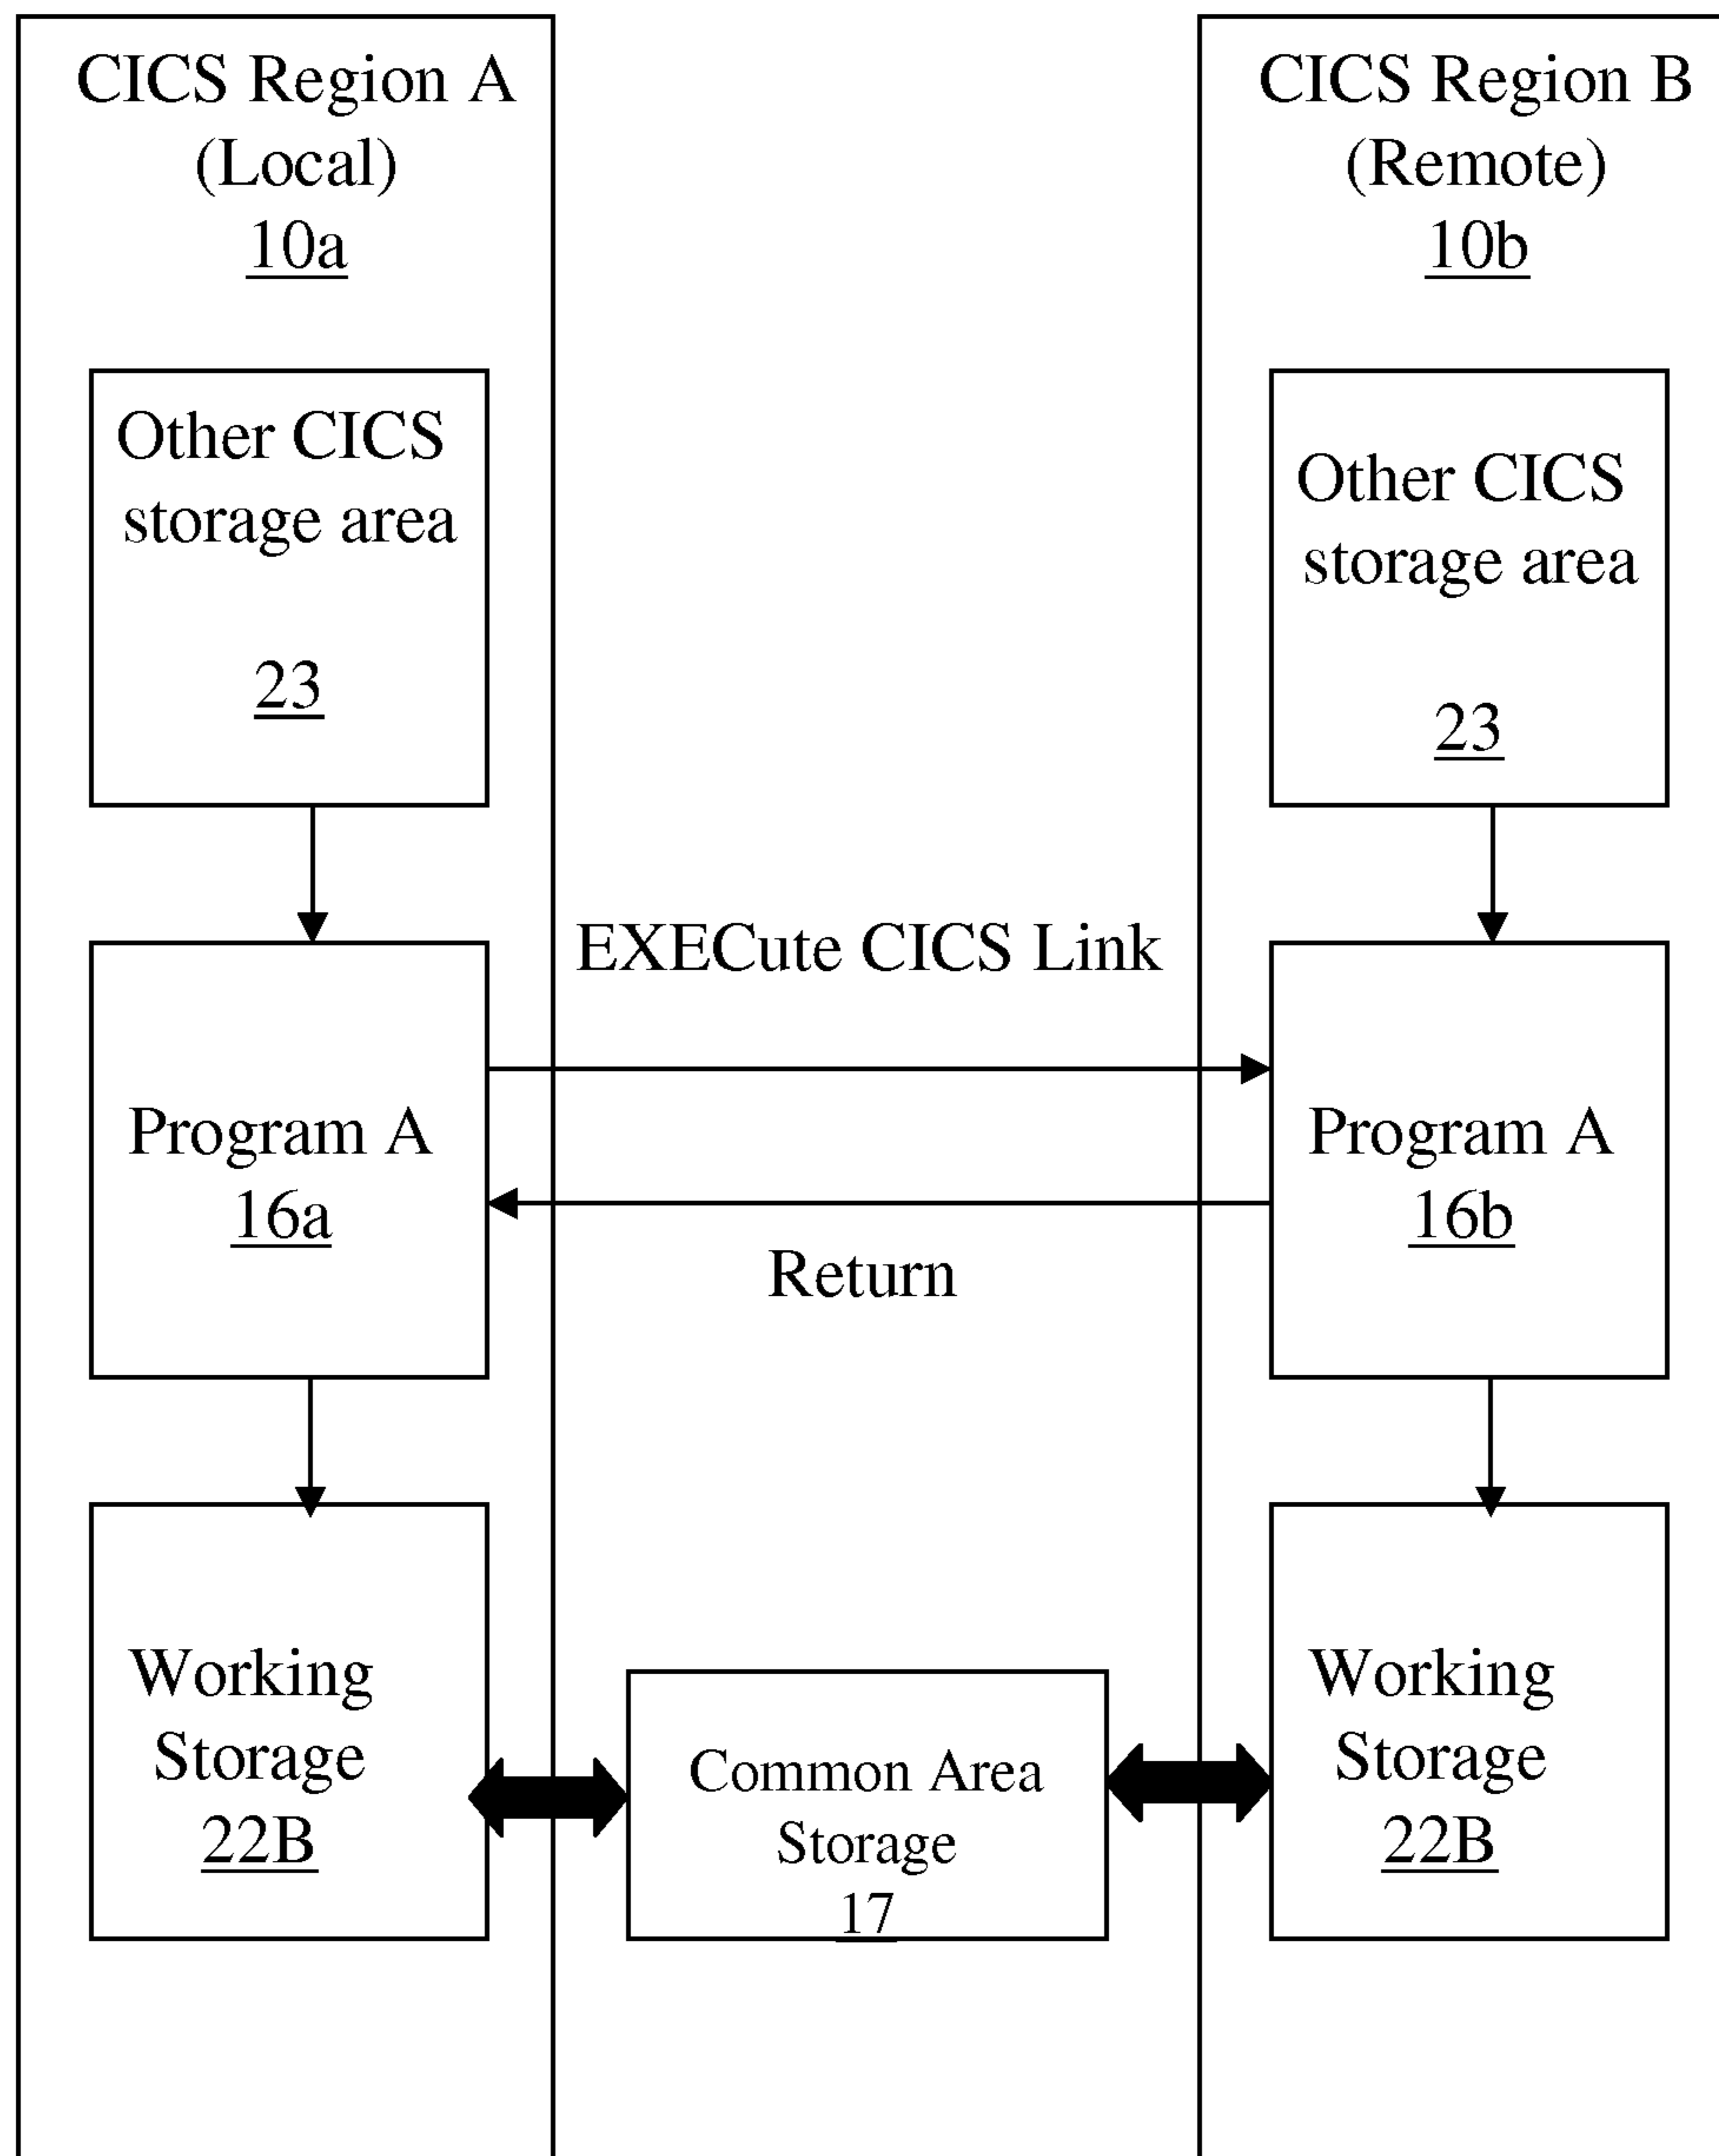 CICS Region A
(Local)
10a
Other CICS
storage area
23
Program A
16a
Working
Storage
22B
EXECute CICS Link
Return
Common Area
Storage
17
CICS Region B
(Remote)
10b
Other CICS
storage area
23
Program A
16b
Working
Storage
22B